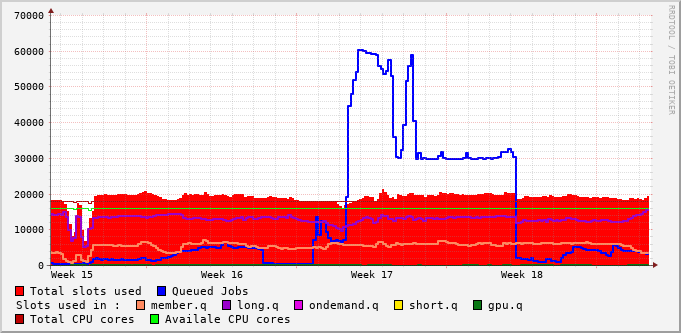 70000
60000
50000
40000
30000
20000
10000
0
Week 15 Week 16 Week 17 Week 18
Total slots used Queued Jobs
Slots used in : member.q long.q ondemand.q short.q gpu.q
Total CPU cores Availale CPU cores
RRDTOOL / TOBI OETIKER